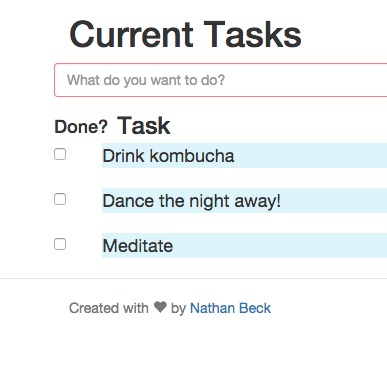 Current Tasks
What do you want to do?
Done? Task
Drink kombucha
Dance the night away!
Meditate
Created with ♥ by Nathan Beck